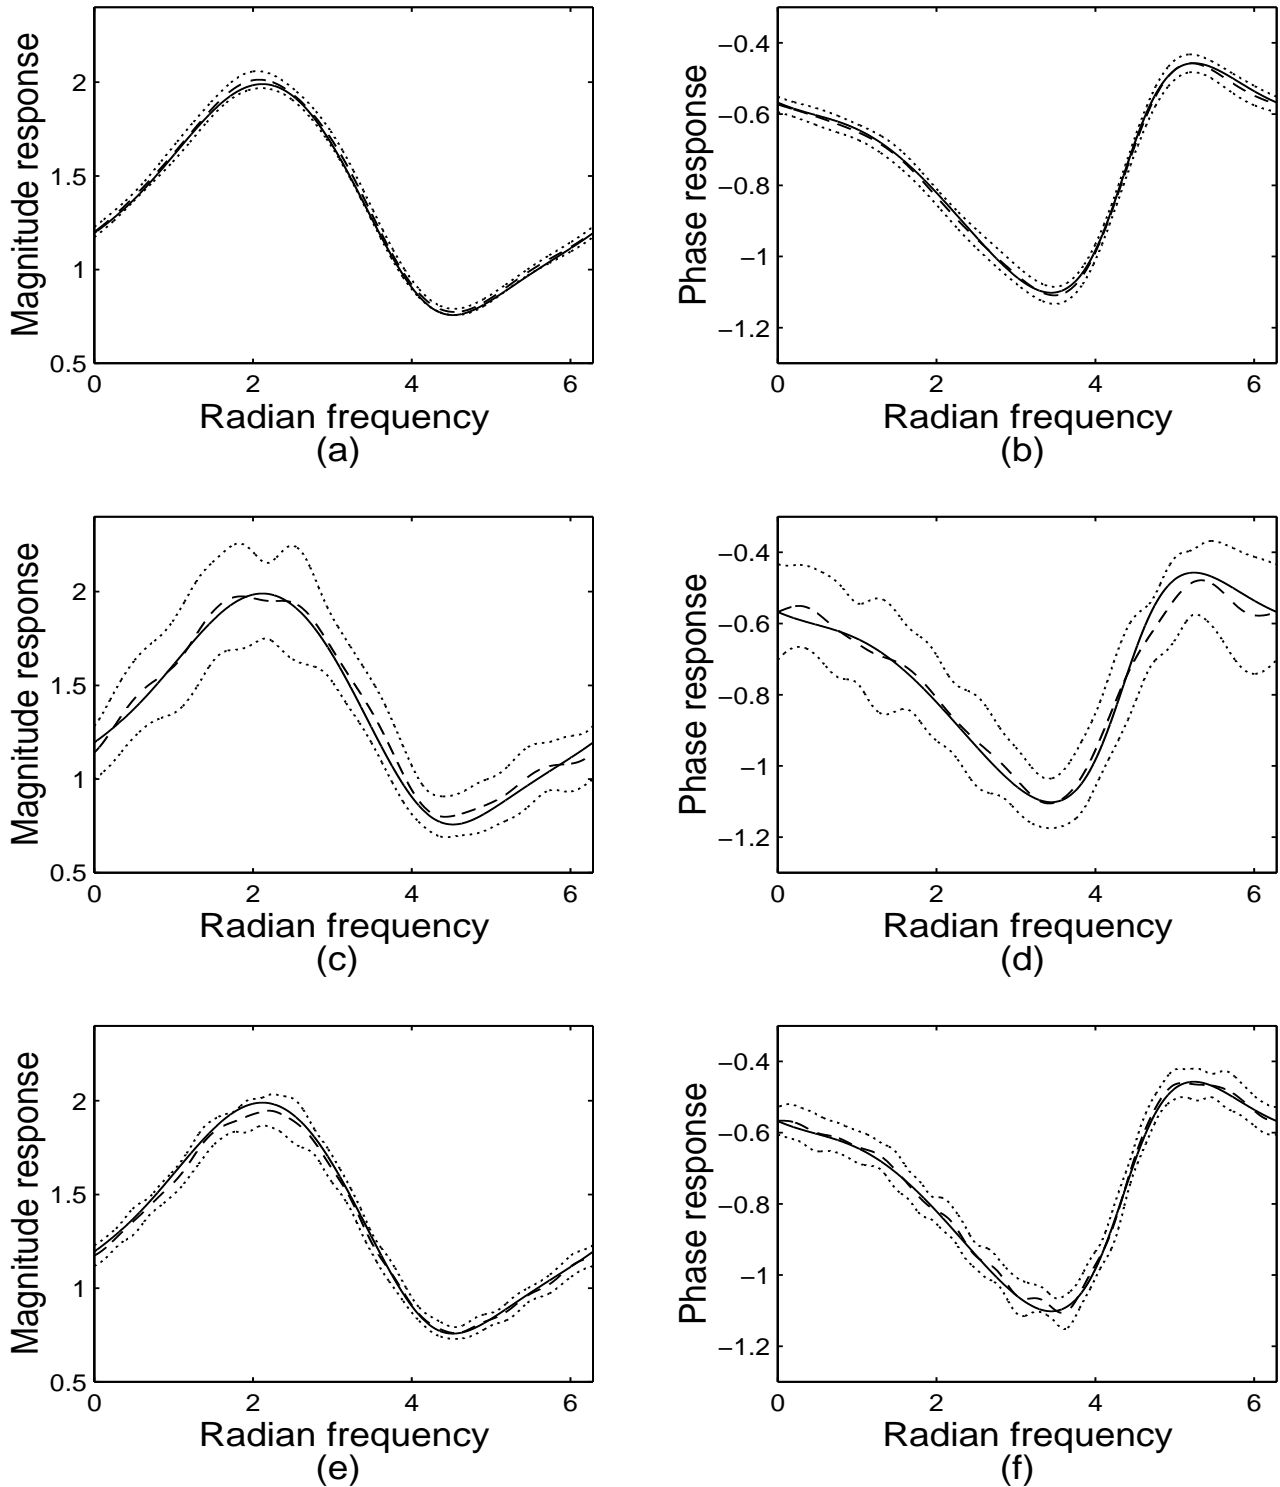 Magnitude response
2
1.5
1
0.5
0 2 4 6
Radian frequency
(a)
Phase response
−0.4
−0.6
−0.8
−1
−1.2
0 2 4 6
Radian frequency
(b)
Magnitude response
2
1.5
1
0.5
0 2 4 6
Radian frequency
(c)
Phase response
−0.4
−0.6
−0.8
−1
−1.2
0 2 4 6
Radian frequency
(d)
Magnitude response
2
1.5
1
0.5
0 2 4 6
Radian frequency
(e)
Phase response
−0.4
−0.6
−0.8
−1
−1.2
0 2 4 6
Radian frequency
(f)